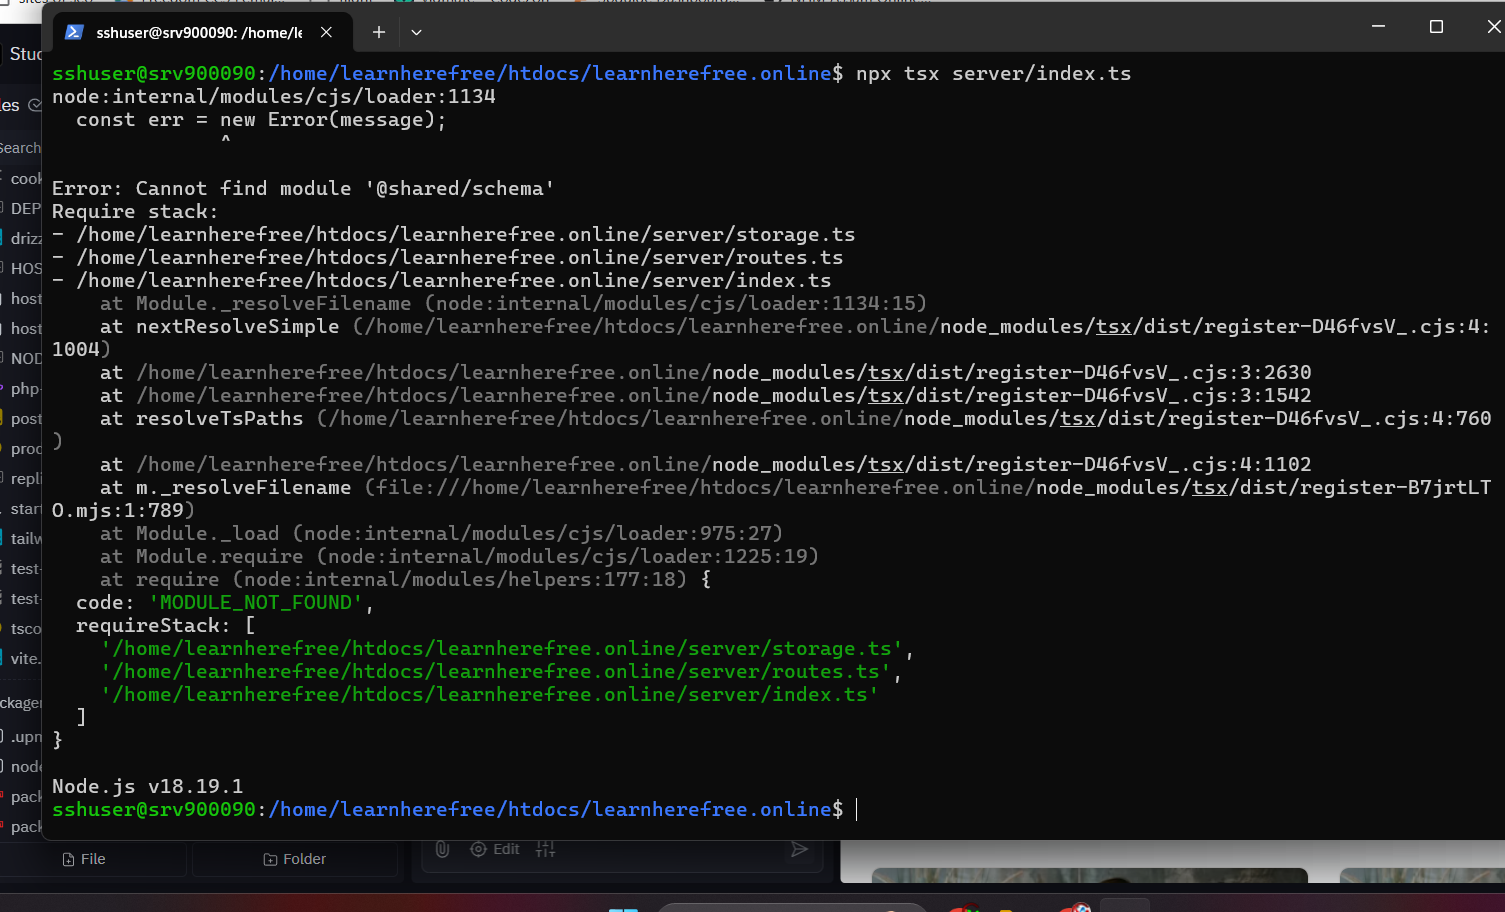 sshuser@srv900090: /home/le
Stud
les
Search
cook
DEP
drizz
HOS
host
host
NOD
php-
post
proc
repli
start
tailw
test-
test-
tsco
vite.
ckager
.upn
node
pack
pack
sshuser@srv900090:/home/learnherefree/htdocs/learnherefree.online$ npx tsx server/index.ts
node:internal/modules/cjs/loader:1134
const err = new Error(message);
^
Error: Cannot find module '@shared/schema'
Require stack:
- /home/learnherefree/htdocs/learnherefree.online/server/storage.ts
- /home/learnherefree/htdocs/learnherefree.online/server/routes.ts
- /home/learnherefree/htdocs/learnherefree.online/server/index.ts
at Module._resolveFilename (node:internal/modules/cjs/loader:1134:15)
at nextResolveSimple (/home/learnherefree/htdocs/learnherefree.online/node_modules/tsx/dist/register-D46fvsV_.cjs:4:
1004)
at /home/learnherefree/htdocs/learnherefree.online/node_modules/tsx/dist/register-D46fvsV_.cjs:3:2630
at /home/learnherefree/htdocs/learnherefree.online/node_modules/tsx/dist/register-D46fvsV_.cjs:3:1542
at resolveTsPaths (/home/learnherefree/htdocs/learnherefree.online/node_modules/tsx/dist/register-D46fvsV_.cjs:4:760
)
at /home/learnherefree/htdocs/learnherefree.online/node_modules/tsx/dist/register-D46fvsV_.cjs:4:1102
at m._resolveFilename (file:///home/learnherefree/htdocs/learnherefree.online/node_modules/tsx/dist/register-B7jrtLT
O.mjs:1:789)
at Module._load (node:internal/modules/cjs/loader:975:27)
at Module.require (node:internal/modules/cjs/loader:1225:19)
at require (node:internal/modules/helpers:177:18) {
code: 'MODULE_NOT_FOUND',
requireStack: [
'/home/learnherefree/htdocs/learnherefree.online/server/storage.ts',
'/home/learnherefree/htdocs/learnherefree.online/server/routes.ts',
'/home/learnherefree/htdocs/learnherefree.online/server/index.ts'
]
}
Node.js v18.19.1
sshuser@srv900090:/home/learnherefree/htdocs/learnherefree.online$
File
Folder
Edit